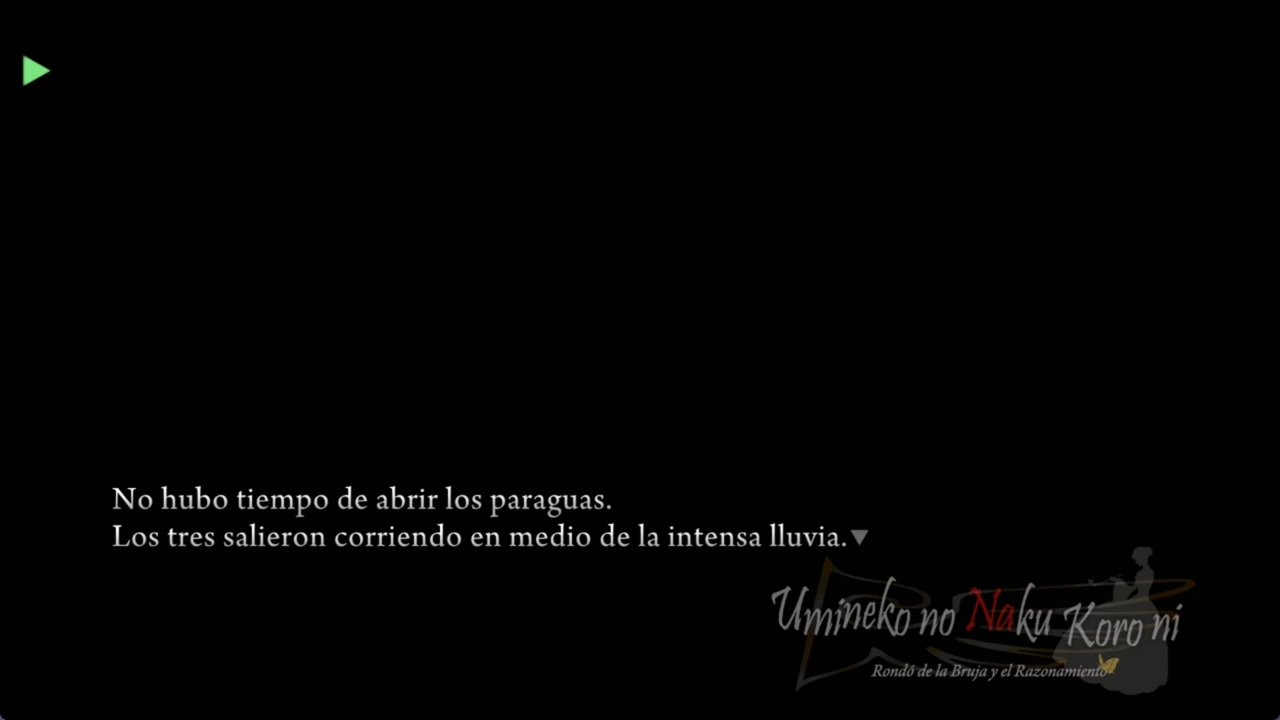 No hubo tiempo de abrir los paraguas.
Los tres salieron corriendo en medio de la intensa lluvia.
Umineko no Naku Koro ni
Rondó de la Bruja y el Razonamiento